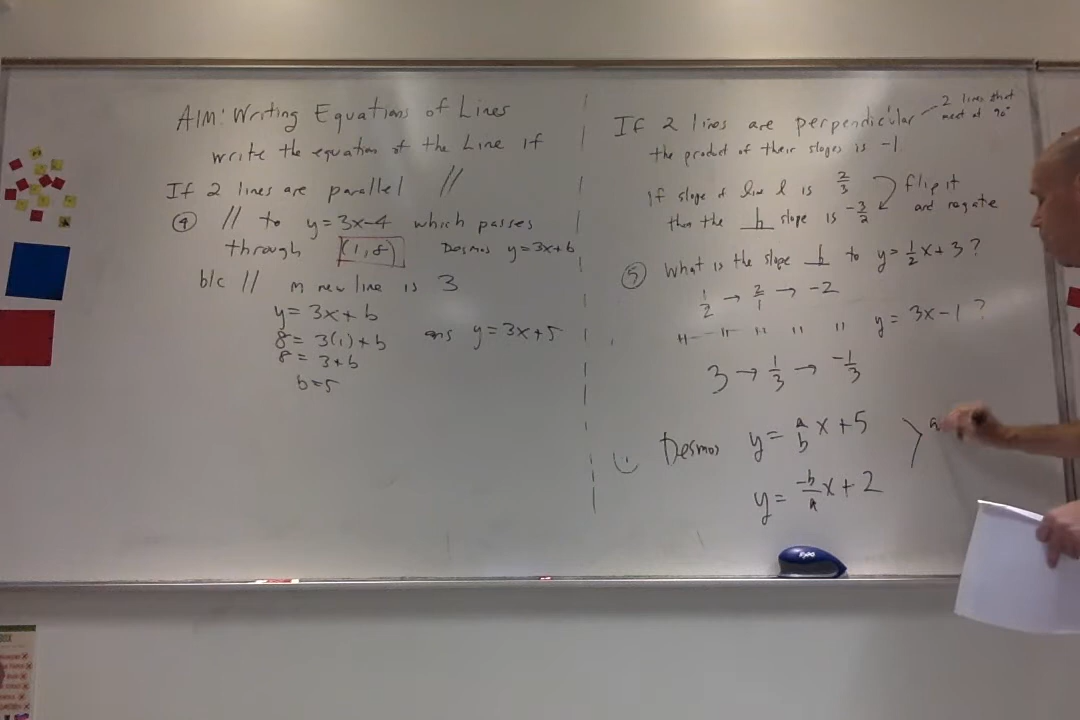 AIM: Writing Equations of Lines
write the equation of the Line if
If 2 lines are parallel //
④ // to y=3x-4 which passes
through (1,8) Desmos y=3x+b
b/c // m new line is 3
y=3x+b
8=3(1)+b ans y=3x+5
8=3+b
b=5
If 2 lines are perpendicular 2 lines that
meet at 90°
the product of their slopes is -1
If slope of line l is 2/3 flip it
then the ⊥ slope is -3/2 and negate
⑤ What is the slope ⊥ to y=1/2x+3?
1/2 → 2/1 → -2
" " " " " y=3x-1?
3 → 1/3 → -1/3
Desmos y=a/b x+5
y=-b/a x+2
EXPO